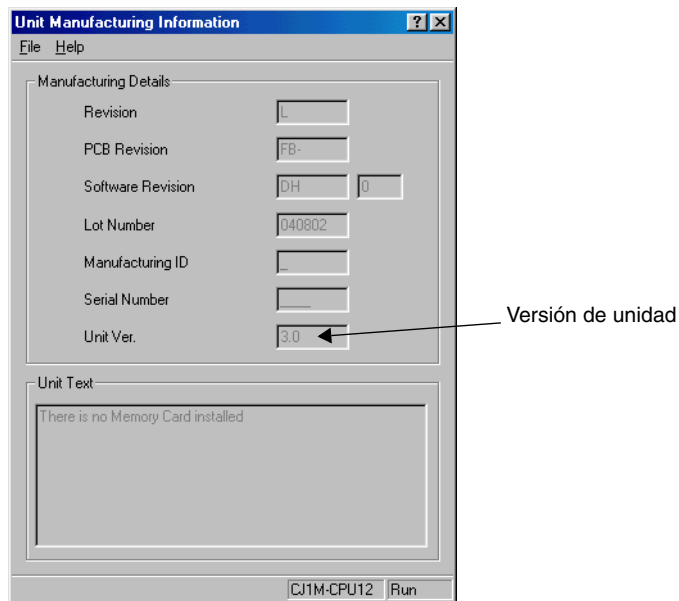 Unit Manufacturing Information
File Help
Manufacturing Details
Revision L
PCB Revision FB-
Software Revision DH 0
Lot Number 040802
Manufacturing ID _
Serial Number ____
Unit Ver. 3.0
Versión de unidad
Unit Text
There is no Memory Card installed
CJ1M-CPU12 Run